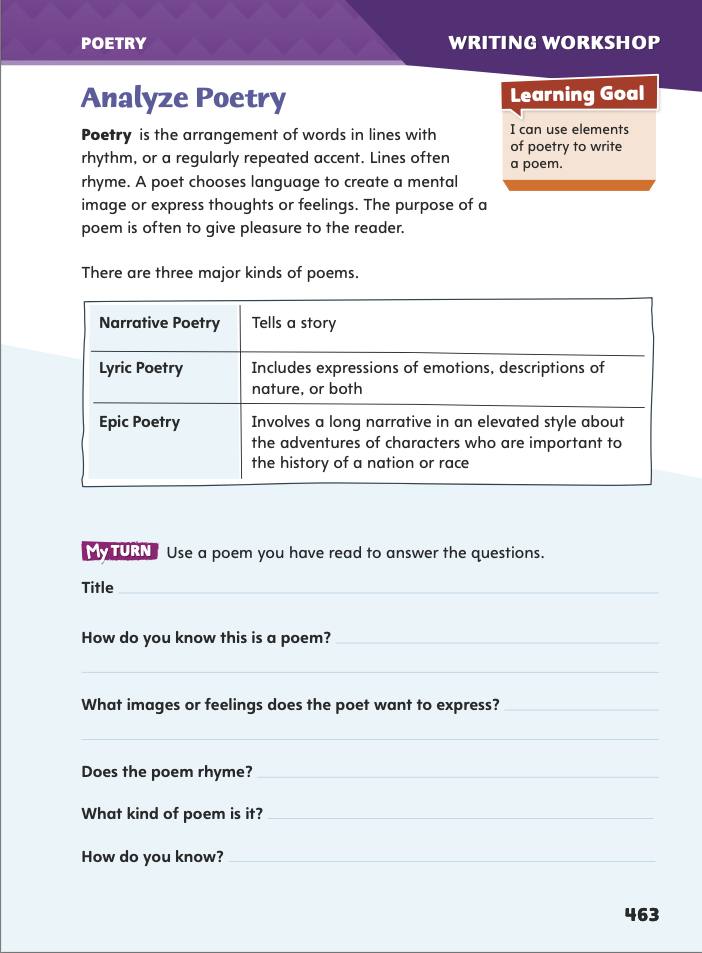 POETRY
WRITING WORKSHOP
Analyze Poetry
Learning Goal
I can use elements
of poetry to write
a poem.
Poetry is the arrangement of words in lines with
rhythm, or a regularly repeated accent. Lines often
rhyme. A poet chooses language to create a mental
image or express thoughts or feelings. The purpose of a
poem is often to give pleasure to the reader.
There are three major kinds of poems.
Narrative Poetry Tells a story
Lyric Poetry Includes expressions of emotions, descriptions of
nature, or both
Epic Poetry Involves a long narrative in an elevated style about
the adventures of characters who are important to
the history of a nation or race
My TURN Use a poem you have read to answer the questions.
Title
How do you know this is a poem?
What images or feelings does the poet want to express?
Does the poem rhyme?
What kind of poem is it?
How do you know?
463